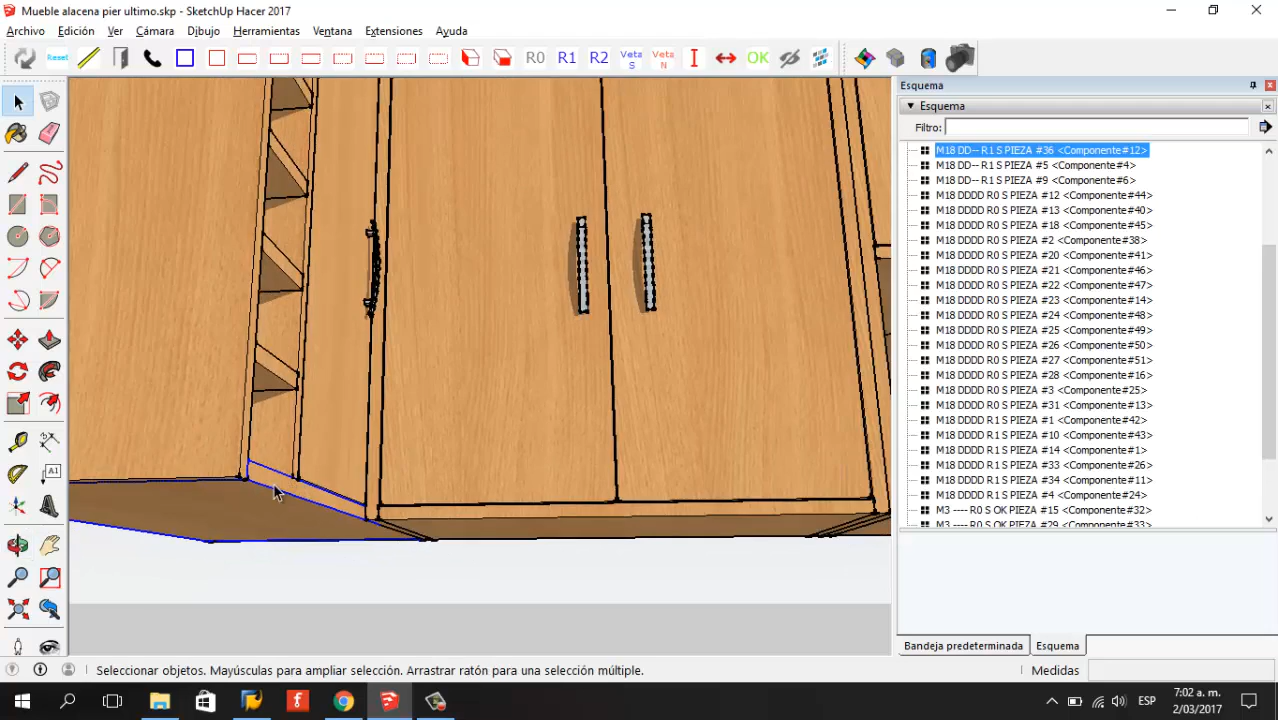 Mueble alacena pier ultimo.skp - SketchUp Hacer 2017
Archivo Edición Ver Cámara Dibujo Herramientas Ventana Extensiones Ayuda
Reset R0 R1 R2 Veta S Veta N OK
Esquema
Esquema
Filtro:
M18 DD-- R1 S PIEZA #36 <Componente#12>
M18 DD-- R1 S PIEZA #5 <Componente#4>
M18 DD-- R1 S PIEZA #9 <Componente#6>
M18 DDDD R0 S PIEZA #12 <Componente#44>
M18 DDDD R0 S PIEZA #13 <Componente#40>
M18 DDDD R0 S PIEZA #18 <Componente#45>
M18 DDDD R0 S PIEZA #2 <Componente#38>
M18 DDDD R0 S PIEZA #20 <Componente#41>
M18 DDDD R0 S PIEZA #21 <Componente#46>
M18 DDDD R0 S PIEZA #22 <Componente#47>
M18 DDDD R0 S PIEZA #23 <Componente#14>
M18 DDDD R0 S PIEZA #24 <Componente#48>
M18 DDDD R0 S PIEZA #25 <Componente#49>
M18 DDDD R0 S PIEZA #26 <Componente#50>
M18 DDDD R0 S PIEZA #27 <Componente#51>
M18 DDDD R0 S PIEZA #28 <Componente#16>
M18 DDDD R0 S PIEZA #3 <Componente#25>
M18 DDDD R0 S PIEZA #31 <Componente#13>
M18 DDDD R1 S PIEZA #1 <Componente#42>
M18 DDDD R1 S PIEZA #10 <Componente#43>
M18 DDDD R1 S PIEZA #14 <Componente#1>
M18 DDDD R1 S PIEZA #33 <Componente#26>
M18 DDDD R1 S PIEZA #34 <Componente#11>
M18 DDDD R1 S PIEZA #4 <Componente#24>
M3 ---- R0 S OK PIEZA #15 <Componente#32>
M3 ---- R0 S OK PIEZA #29 <Componente#33>
A1
Bandeja predeterminada Esquema
Seleccionar objetos. Mayúsculas para ampliar selección. Arrastrar ratón para una selección múltiple.
Medidas
ESP
7:02 a. m.
2/03/2017